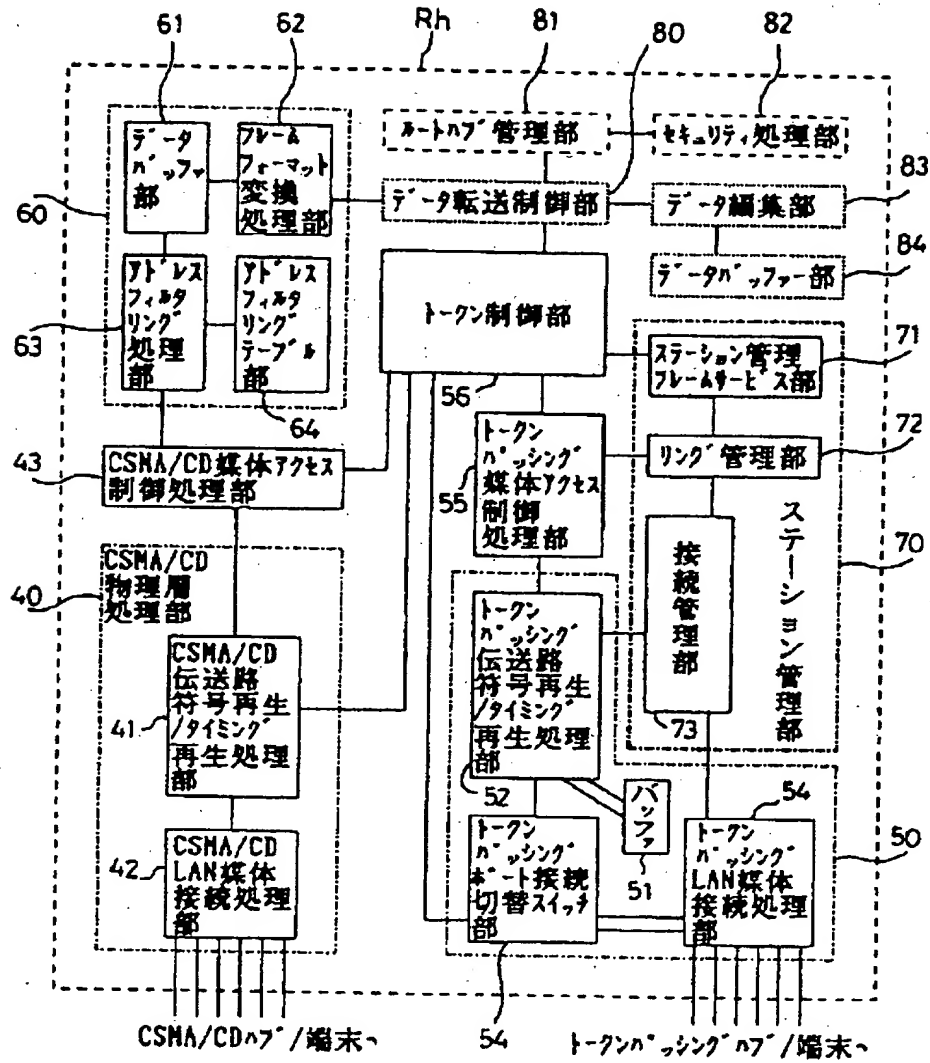 61
62
Rh
81
80
82
データ
バッファ
部
フレーム
フォーマット
変換
処理部
ルートハブ管理部
セキュリティ処理部
83
60
データ転送制御部
データ編集部
84
データバッファー部
アドレス
フィルタ
リング
処理
部
アドレス
フィルタ
リング
テーブル
部
トークン制御部
63
71
ステーション管理
フレームサービス部
56
64
72
43
CSMA/CD媒体アクセス
制御処理部
トークン
パッシング
媒体アクセス
制御
処理部
リング管理部
55
ステーション管理部
70
接続管理部
CSMA/CD
物理層
処理部
40
トークン
パッシング
伝送路
符号再生
/タイミング
再生処理
部
CSMA/CD
伝送路
符号再生
/タイミング
再生処理
部
41
73
52
バッファ
54
51
50
CSMA/CD
LAN媒体
接続処理
部
42
トークン
パッシング
ポート接続
切替スイッチ
部
トークン
パッシング
LAN媒体
接続処理
部
CSMA/CDハブ/端末へ
54
トークンパッシングハブ/端末へ